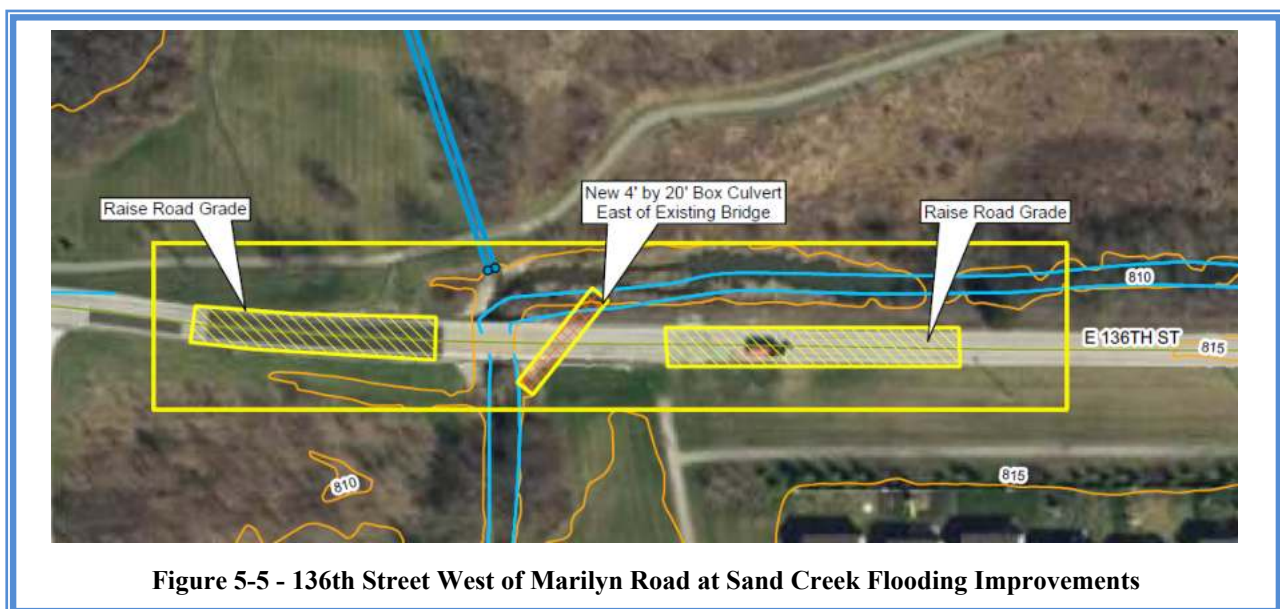 Raise Road Grade
New 4' by 20' Box Culvert
East of Existing Bridge
Raise Road Grade
810
E 136TH ST
815
810
815
Figure 5-5 - 136th Street West of Marilyn Road at Sand Creek Flooding Improvements